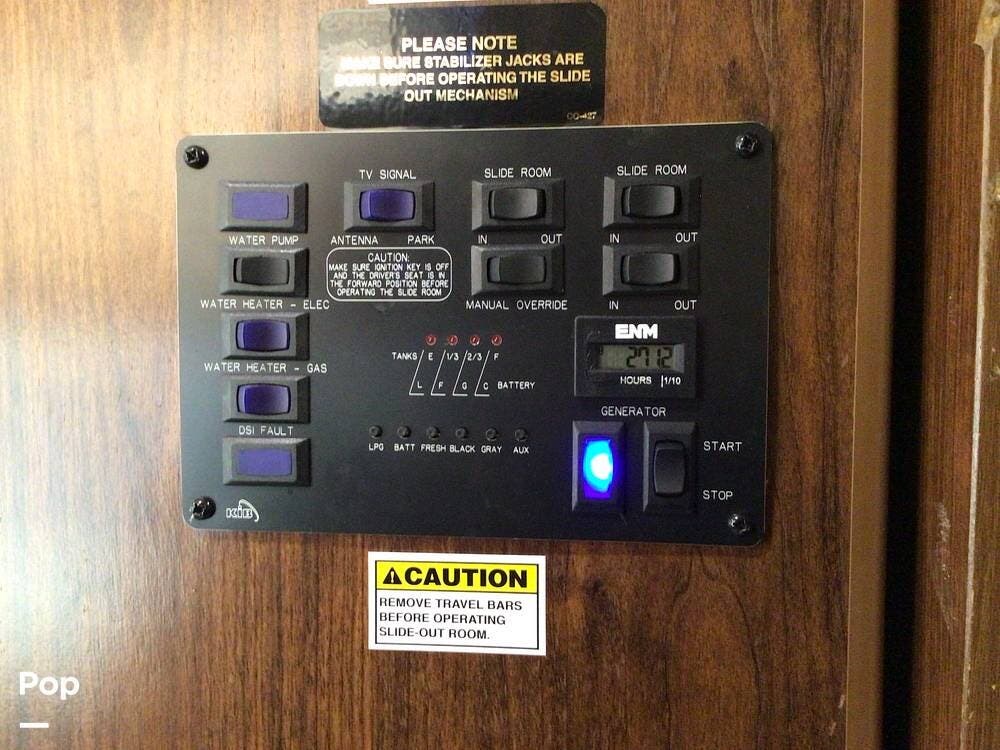 PLEASE NOTE
MAKE SURE STABILIZER JACKS ARE
DOWN BEFORE OPERATING THE SLIDE
OUT MECHANISM
CC-427
TV SIGNAL
SLIDE ROOM
SLIDE ROOM
WATER PUMP
ANTENNA PARK
IN OUT
IN OUT
CAUTION:
MAKE SURE IGNITION KEY IS OFF
AND THE DRIVER'S SEAT IS IN
THE FORWARD POSITION BEFORE
OPERATING THE SLIDE ROOM
WATER HEATER - ELEC
MANUAL OVERRIDE
IN OUT
ENM
2712
HOURS 1/10
TANKS E 1/3 2/3 F
L F G C BATTERY
WATER HEATER - GAS
GENERATOR
DSI FAULT
LPG BATT FRESH BLACK GRAY AUX
START
STOP
KIB
CAUTION
REMOVE TRAVEL BARS
BEFORE OPERATING
SLIDE-OUT ROOM.
Pop